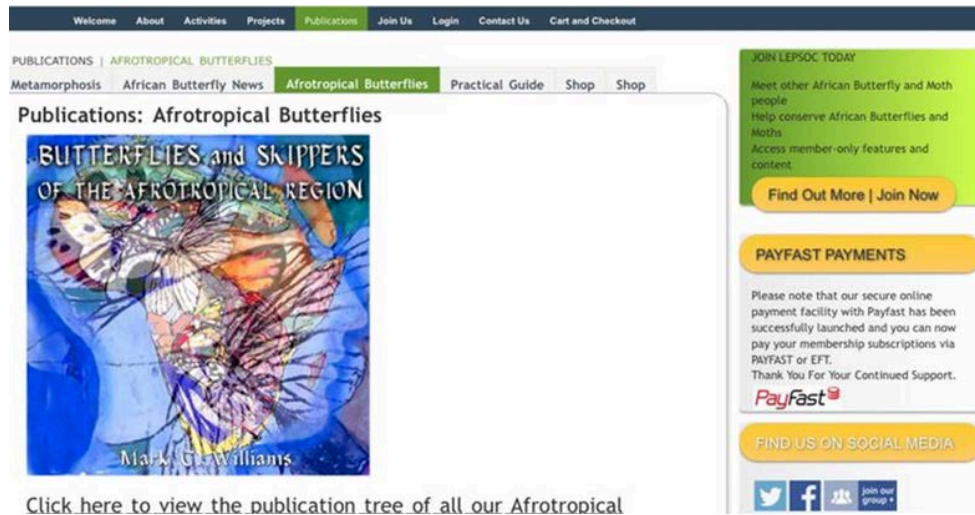 Welcome About Activities Projects Publications Join Us Login Contact Us Cart and Checkout
PUBLICATIONS | AFROTROPICAL BUTTERFLIES
Metamorphosis African Butterfly News Afrotropical Butterflies Practical Guide Shop Shop
Publications: Afrotropical Butterflies
BUTTERFLIES and SKIPPERS
OF THE AFROTROPICAL REGION
Mark C. Williams
Click here to view the publication tree of all our Afrotropical
JOIN LEPSOC TODAY
Meet other African Butterfly and Moth
people
Help conserve African Butterflies and
Moths
Access member-only features and
content
Find Out More | Join Now
PAYFAST PAYMENTS
Please note that our secure online
payment facility with Payfast has been
successfully launched and you can now
pay your membership subscriptions via
PAYFAST or EFT.
Thank You For Your Continued Support.
PayFast
FIND US ON SOCIAL MEDIA
join our
group